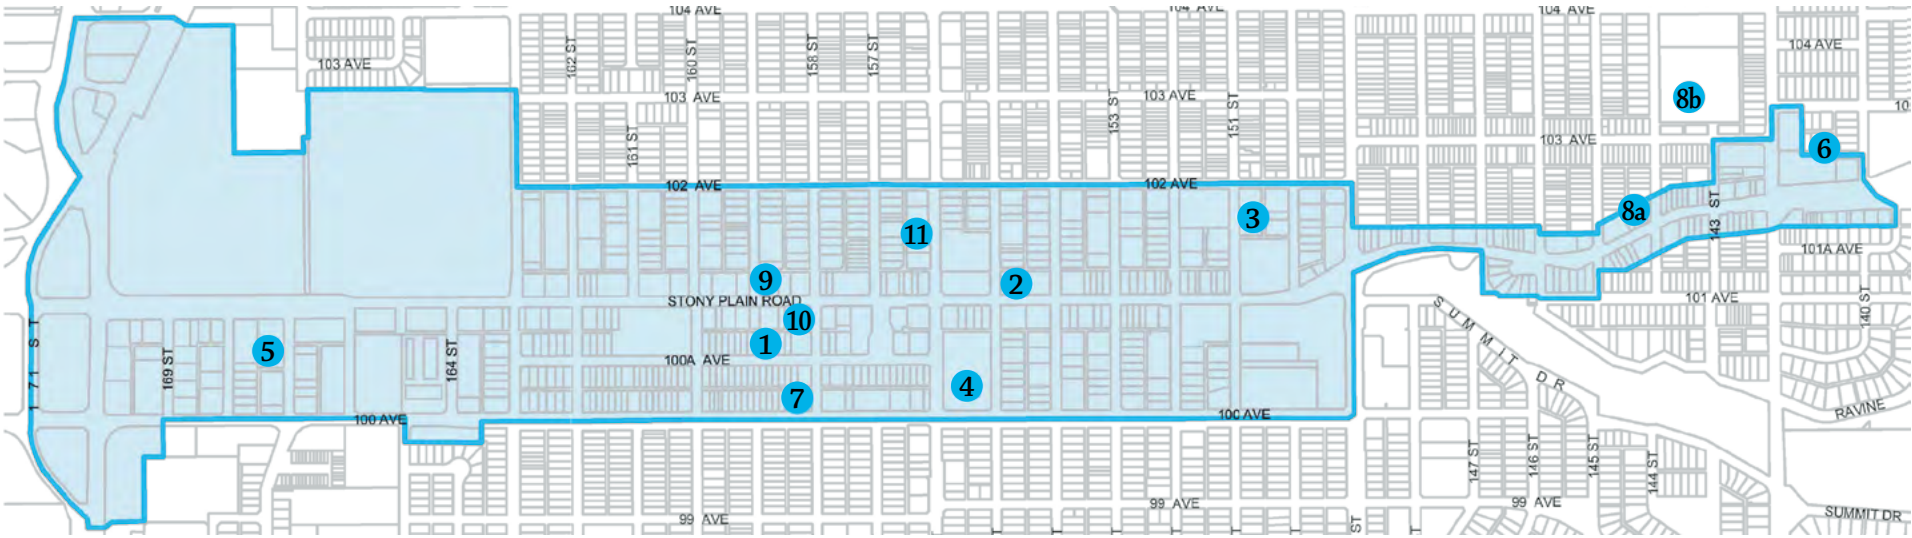 104 AVE
104 AVE
104 AVE
162 ST
160 ST
158 ST
157 ST
104 AVE
103 AVE
103 AVE
103 AVE
8b
10
153 ST
151 ST
161 ST
103 AVE
6
102 AVE
102 AVE
3
8a
143 ST
11
101A AVE
9
2
STONY PLAIN ROAD
101 AVE
140 ST
10
SUMMIT DR
171 ST
1
5
100A AVE
169 ST
164 ST
4
7
100 AVE
100 AVE
RAVINE
147 ST
146 ST
145 ST
144 ST
99 AVE
99 AVE
99 AVE
SUMMIT DR
ST